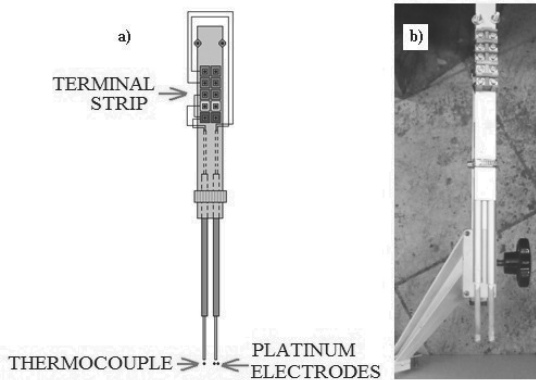 a)
TERMINAL
STRIP
THERMOCOUPLE
PLATINUM
ELECTRODES
b)